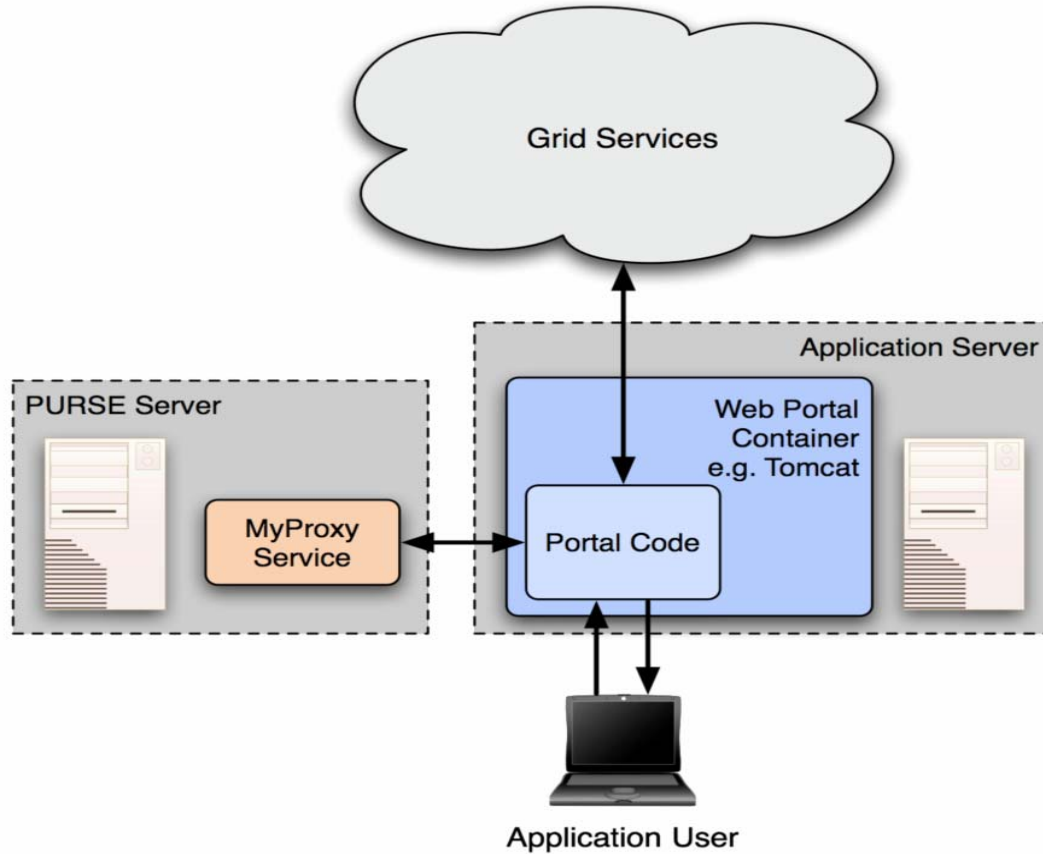 Grid Services
Application Server
PURSE Server
Web Portal
Container
e.g. Tomcat
MyProxy
Service
Portal Code
Application User